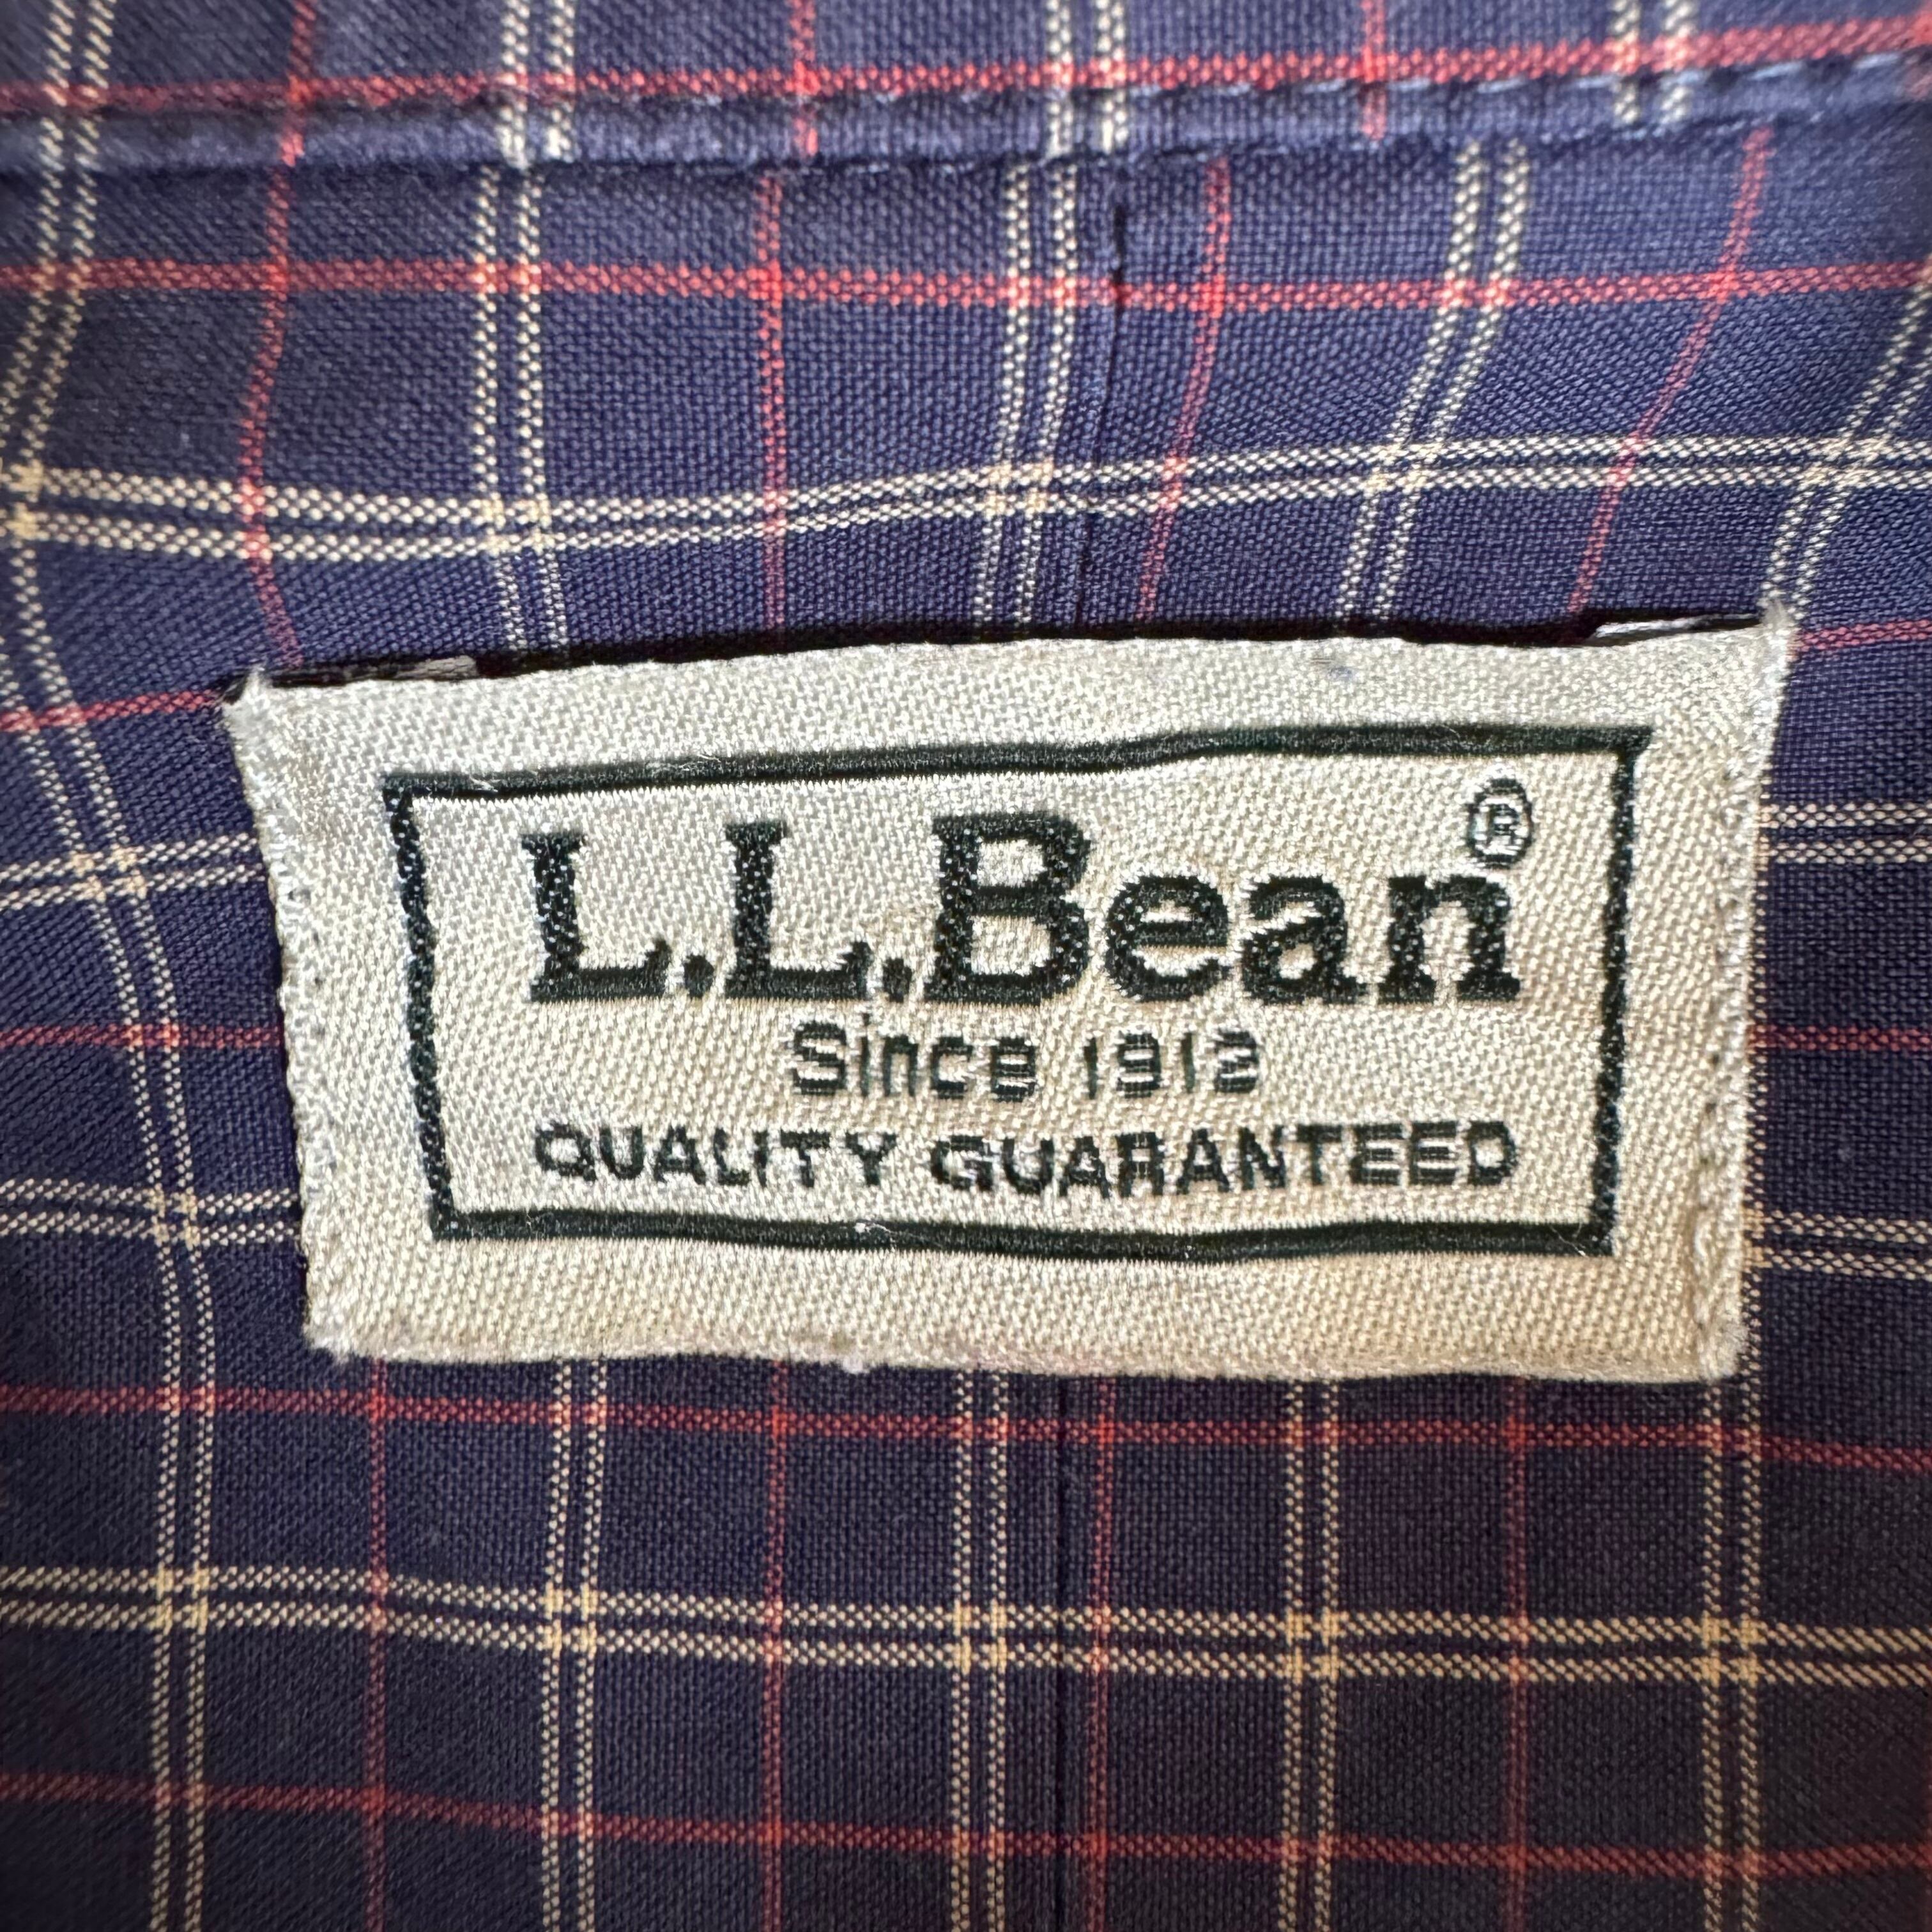 L.L.Bean®
Since 1912
QUALITY GUARANTEED